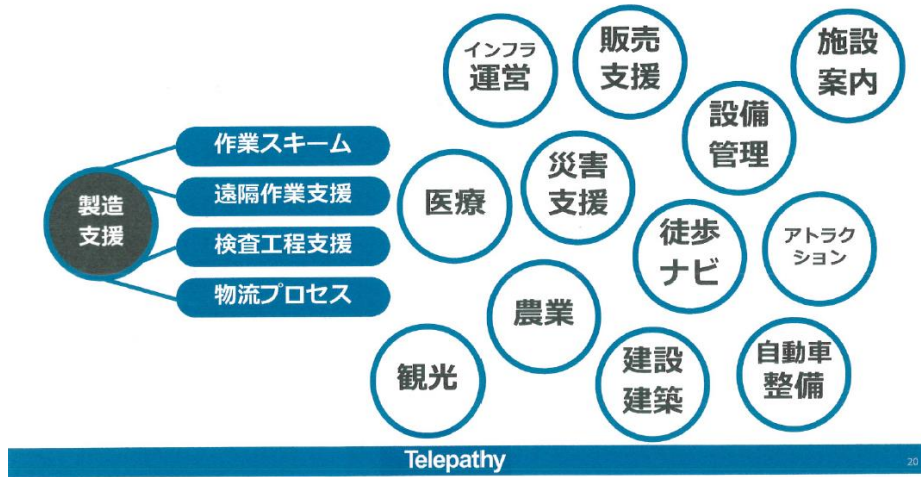 製造
支援
作業スキーム
遠隔作業支援
検査工程支援
物流プロセス
インフラ
運営
販売
支援
施設
案内
設備
管理
医療
災害
支援
徒歩
ナビ
アトラク
ション
農業
観光
建設
建築
自動車
整備
Telepathy
20